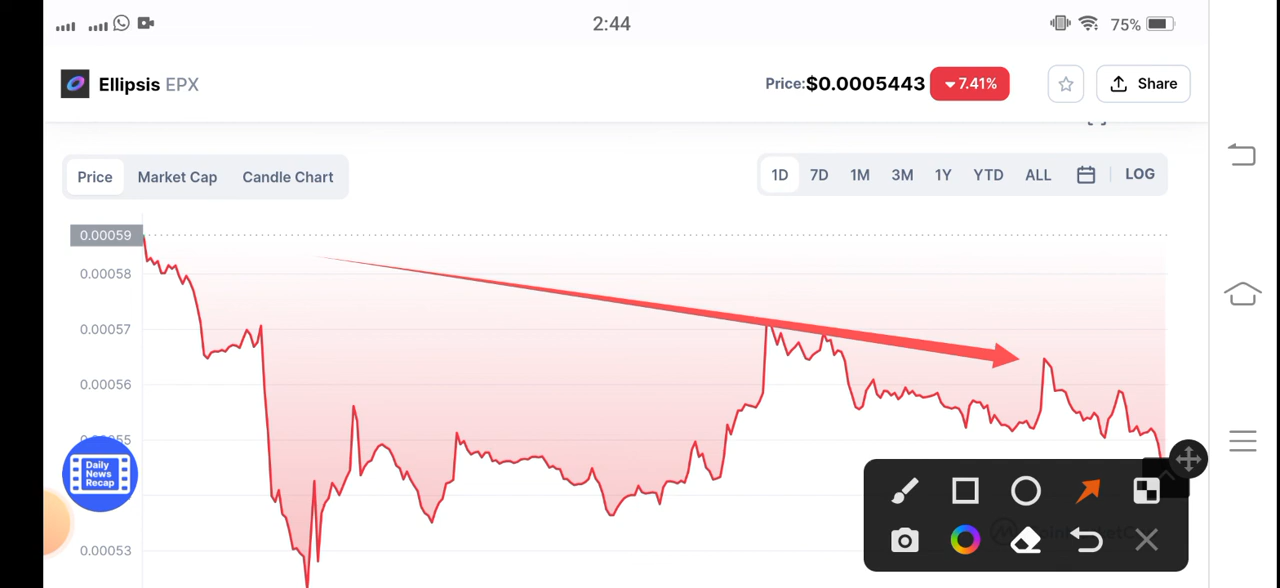 2:44
75%
Ellipsis EPX
Price:$0.0005443 7.41%
Share
Price Market Cap Candle Chart
1D 7D 1M 3M 1Y YTD ALL LOG
0.00059
0.00058
0.00057
0.00056
55
0.00053
Daily
News
Recap